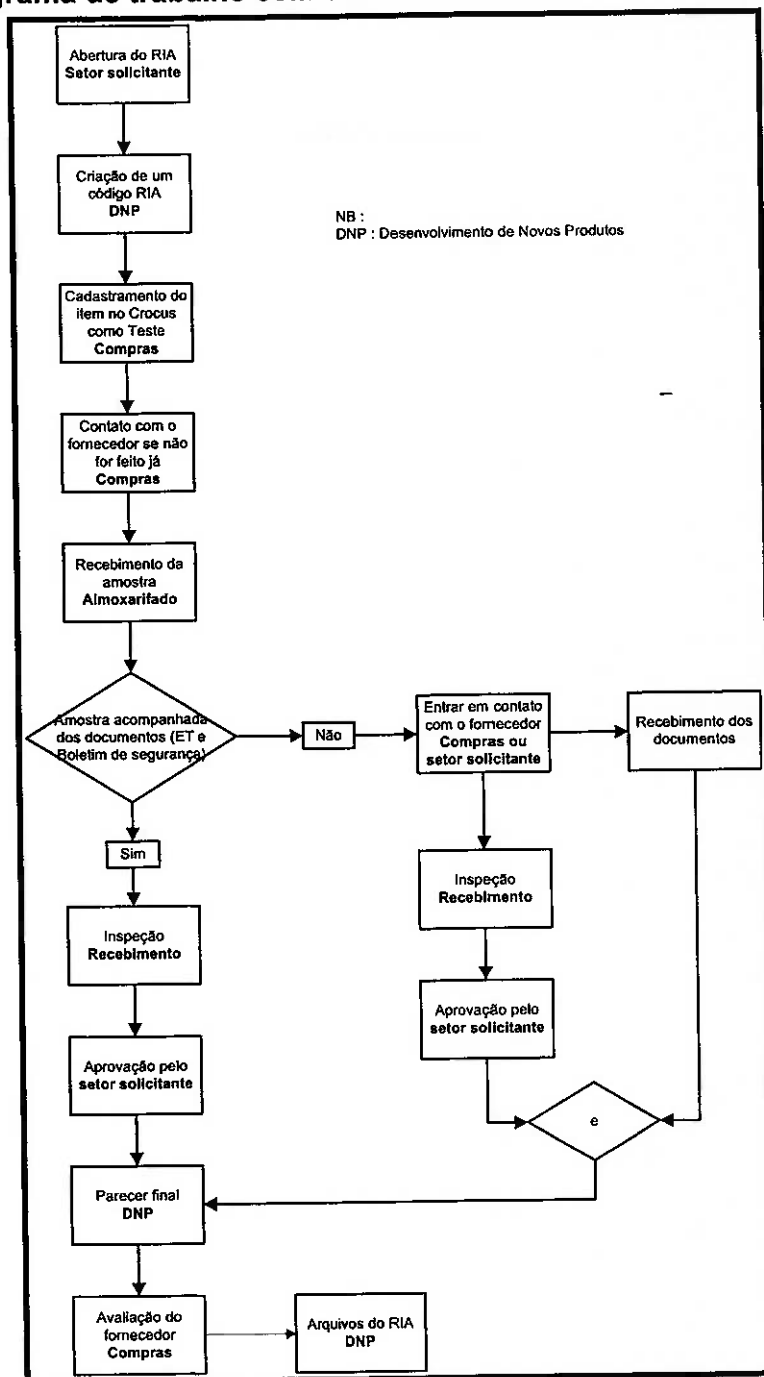 grama de trabalho
Abertura do RIA
Setor solicitante
Criação de um
código RIA
DNP
NB :
DNP : Desenvolvimento de Novos Produtos
Cadastramento do
item no Crocus
como Teste
Compras
Contato com o
fornecedor se não
for feito já
Compras
Recebimento da
amostra
Almoxarifado
Amostra acompanhada
dos documentos (ET e
Boletim de segurança)
Não
Entrar em contato
com o fornecedor
Compras ou
setor solicitante
Recebimento dos
documentos
Sim
Inspeção
Recebimento
Inspeção
Recebimento
Aprovação pelo
setor solicitante
Aprovação pelo
setor solicitante
e
Parecer final
DNP
Avaliação do
fornecedor
Compras
Arquivos do RIA
DNP